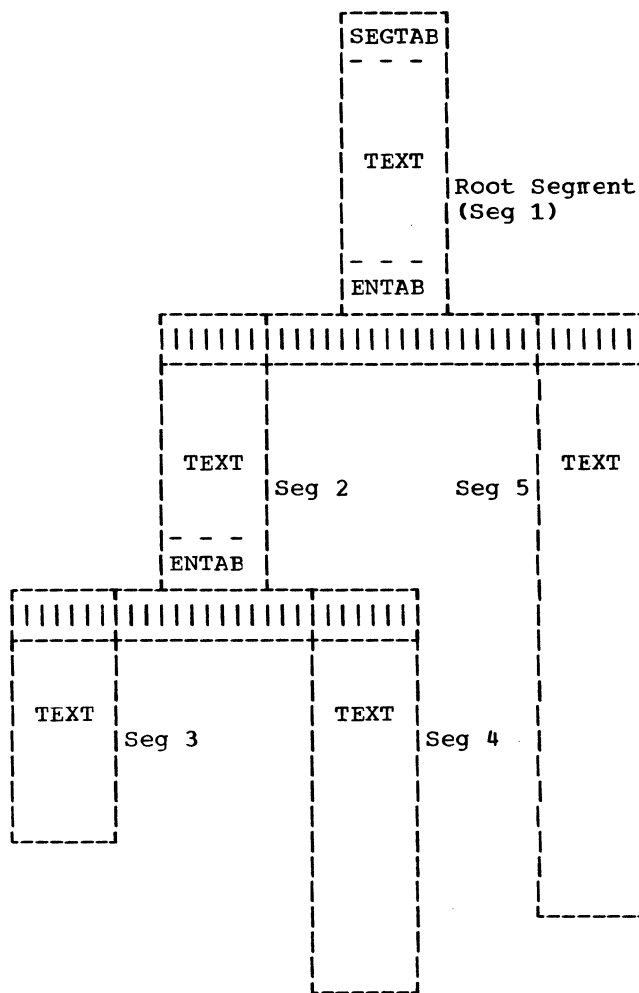 SEGTAB
TEXT
Root Segment
(Seg 1)
ENTAB
TEXT
Seg 2
ENTAB
Seg 5
TEXT
TEXT
Seg 3
TEXT
Seg 4